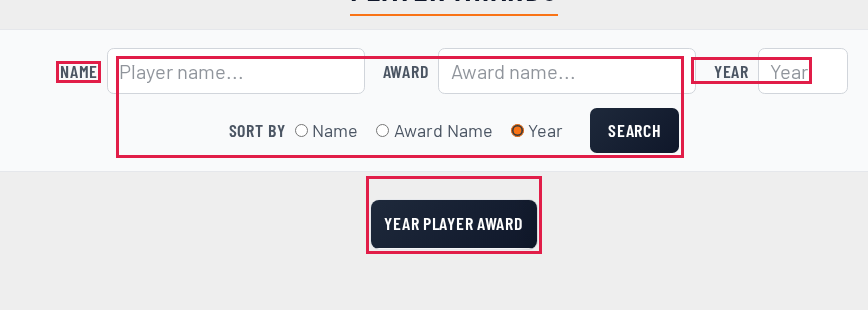 NAME Player name... AWARD Award name... YEAR Year
SORT BY Name Award Name Year SEARCH
YEAR PLAYER AWARD